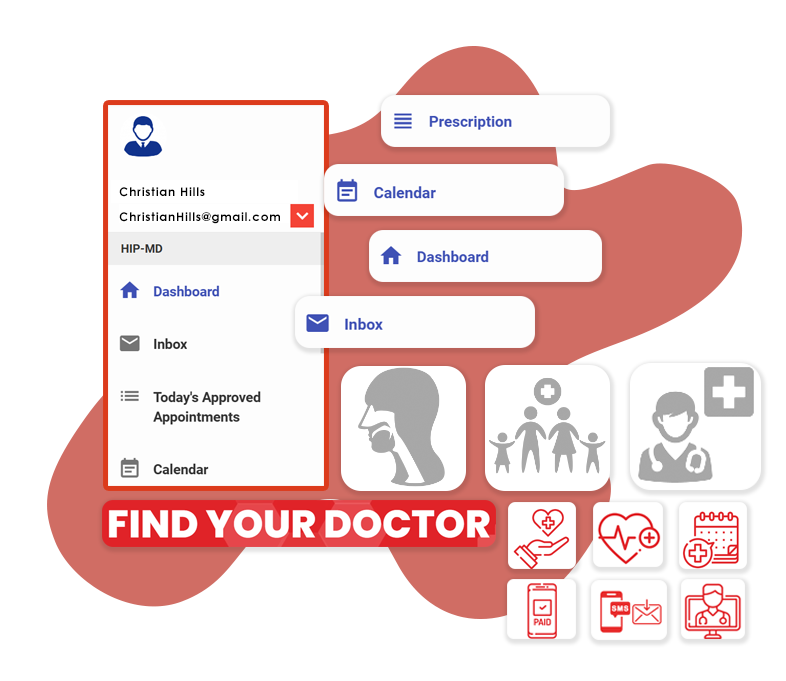 Prescription
Christian Hills
Calendar
ChristianHills@gmail.com
HIP-MD
Dashboard
Dashboard
Inbox
Inbox
Today's Approved
Appointments
Calendar
FIND YOUR DOCTOR
PAID
SMS